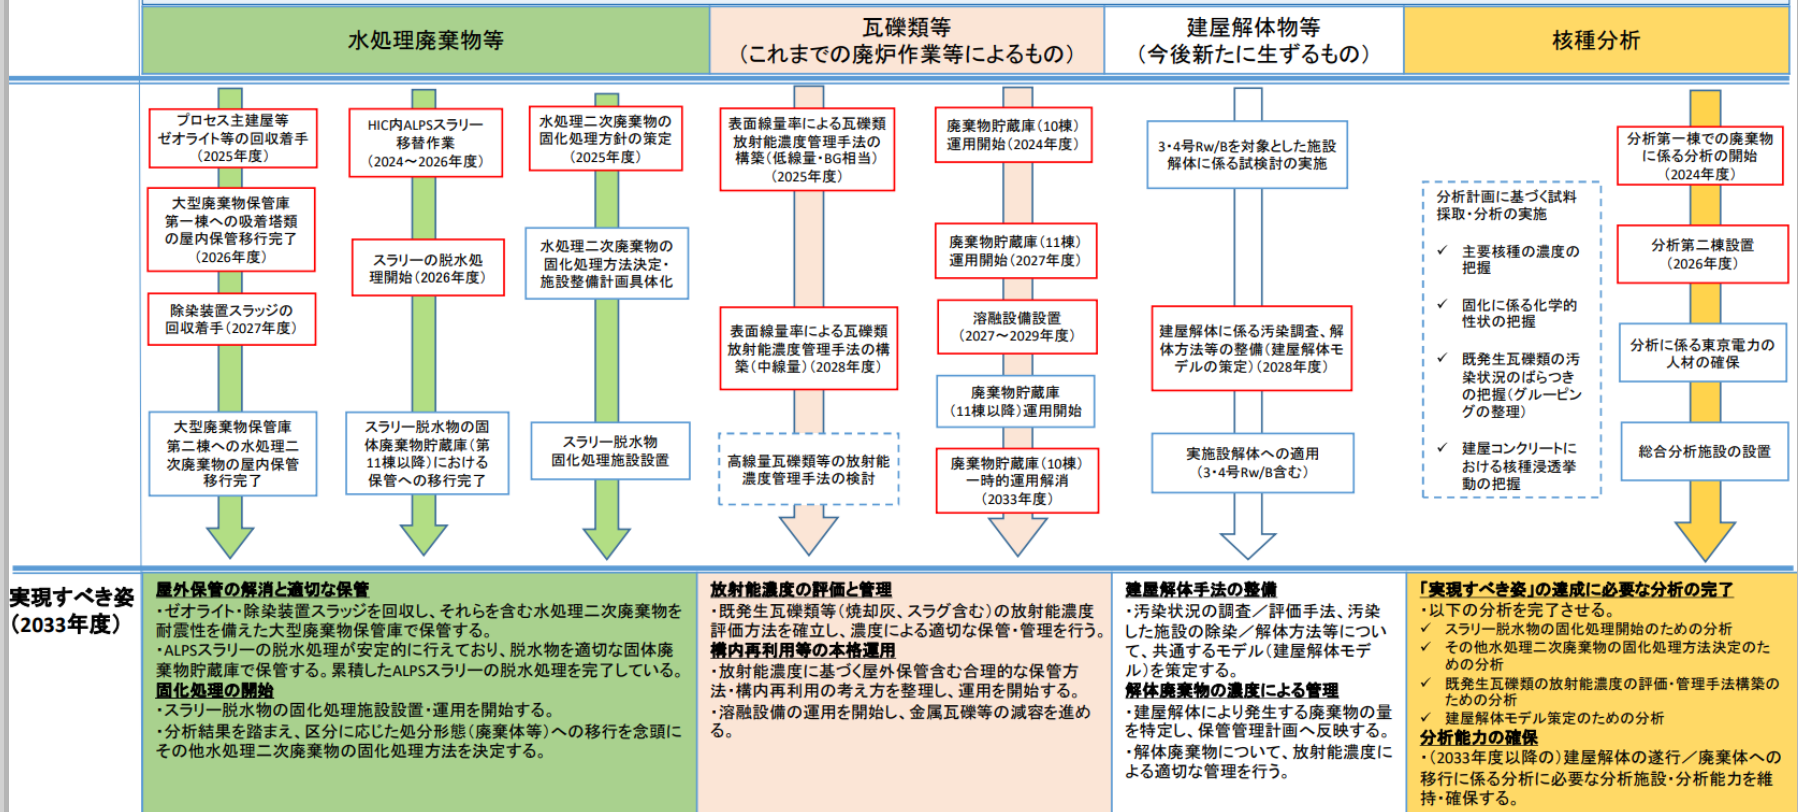 水処理廃棄物等
瓦礫類等
（これまでの廃炉作業等によるもの）
建屋解体物等
（今後新たに生ずるもの）
核種分析
プロセス主建屋等
ゼオライト等の回収着手
（2025年度）
大型廃棄物保管庫
第一棟への吸着塔類
の屋内保管移行完了
（2026年度）
除染装置スラッジの
回収着手（2027年度）
大型廃棄物保管庫
第二棟への水処理二
次廃棄物の屋内保管
移行完了
HIC内ALPSスラリー
移替作業
（2024～2026年度）
スラリーの脱水処
理開始（2026年度）
スラリー脱水物の固
体廃棄物貯蔵庫（第
11棟以降）における
保管への移行完了
水処理二次廃棄物の
固化処理方針の策定
（2025年度）
水処理二次廃棄物の
固化処理方法決定・
施設整備計画具体化
スラリー脱水物
固化処理施設設置
表面線量率による瓦礫類
放射能濃度管理手法の
構築（低線量・BG相当）
（2025年度）
表面線量率による瓦礫類
放射能濃度管理手法の構
築（中線量）（2028年度）
高線量瓦礫類等の放射能
濃度管理手法の検討
廃棄物貯蔵庫（10棟）
運用開始（2024年度）
廃棄物貯蔵庫（11棟）
運用開始（2027年度）
溶融設備設置
（2027～2029年度）
廃棄物貯蔵庫
（11棟以降）運用開始
廃棄物貯蔵庫（10棟）
一時的運用解消
（2033年度）
3・4号Rw/Bを対象とした施設
解体に係る試検討の実施
建屋解体に係る汚染調査、解
体方法等の整備（建屋解体モ
デルの策定）（2028年度）
実施設解体への適用
（3・4号Rw/B含む）
分析計画に基づく試料
採取・分析の実施
✓ 主要核種の濃度の
把握
✓ 固化に係る化学的
性状の把握
✓ 既発生瓦礫類の汚
染状況のばらつき
の把握（グルーピン
グの整理）
✓ 建屋コンクリートに
おける核種浸透挙
動の把握
分析第一棟での廃棄物
に係る分析の開始
（2024年度）
分析第二棟設置
（2026年度）
分析に係る東京電力の
人材の確保
総合分析施設の設置
実現すべき姿
（2033年度）
屋外保管の解消と適切な保管
・ゼオライト・除染装置スラッジを回収し、それらを含む水処理二次廃棄物を
耐震性を備えた大型廃棄物保管庫で保管する。
・ALPSスラリーの脱水処理が安定的に行えており、脱水物を適切な固体廃
棄物貯蔵庫で保管する。累積したALPSスラリーの脱水処理を完了している。
固化処理の開始
・スラリー脱水物の固化処理施設設置・運用を開始する。
・分析結果を踏まえ、区分に応じた処分形態（廃棄体等）への移行を念頭に
その他水処理二次廃棄物の固化処理方法を決定する。
放射能濃度の評価と管理
・既発生瓦礫類等（焼却灰、スラグ含む）の放射能濃度
評価方法を確立し、濃度による適切な保管・管理を行う。
構内再利用等の本格運用
・放射能濃度に基づく屋外保管含む合理的な保管方
法・構内再利用の考え方を整理し、運用を開始する。
・溶融設備の運用を開始し、金属瓦礫等の減容を進め
る。
建屋解体手法の整備
・汚染状況の調査／評価手法、汚染
した施設の除染／解体方法等につい
て、共通するモデル（建屋解体モデ
ル）を策定する。
解体廃棄物の濃度による管理
・建屋解体により発生する廃棄物の量
を特定し、保管管理計画へ反映する。
・解体廃棄物について、放射能濃度に
よる適切な管理を行う。
「実現すべき姿」の達成に必要な分析の完了
・以下の分析を完了させる。
✓ スラリー脱水物の固化処理開始のための分析
✓ その他水処理二次廃棄物の固化処理方法決定のた
めの分析
✓ 既発生瓦礫類の放射能濃度の評価・管理手法構築の
ための分析
✓ 建屋解体モデル策定のための分析
分析能力の確保
・（2033年度以降の）建屋解体の遂行／廃棄体への
移行に係る分析に必要な分析施設・分析能力を維
持・確保する。